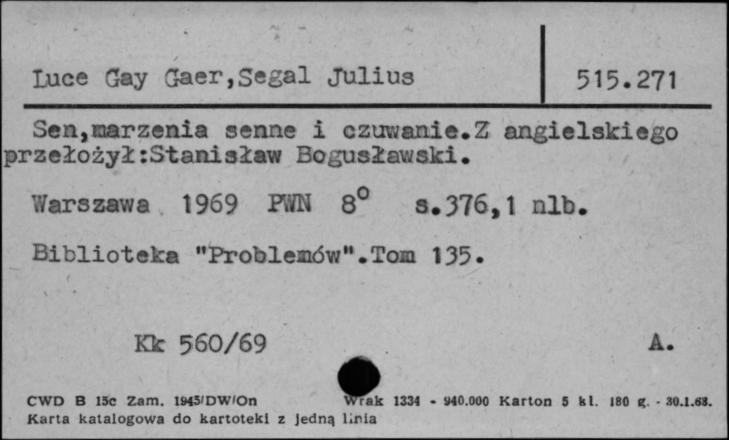 Luce Gay Gaer,Segal Julius 515.271
Sen,marzenia senne i czuwanie.Z angielskiego
przełożył:Stanisław Bogusławski.
Warszawa 1969 PWN 8° s.376,1 nlb.
Biblioteka "Problemów".Tom 135.
Kk 560/69 A.
CWD B 15c Zam. 1945/DW/On Wrak 1334 - 940.000 Karton 5 kl. 180 g. - 30.1.68.
Karta katalogowa do kartoteki z jedną linia